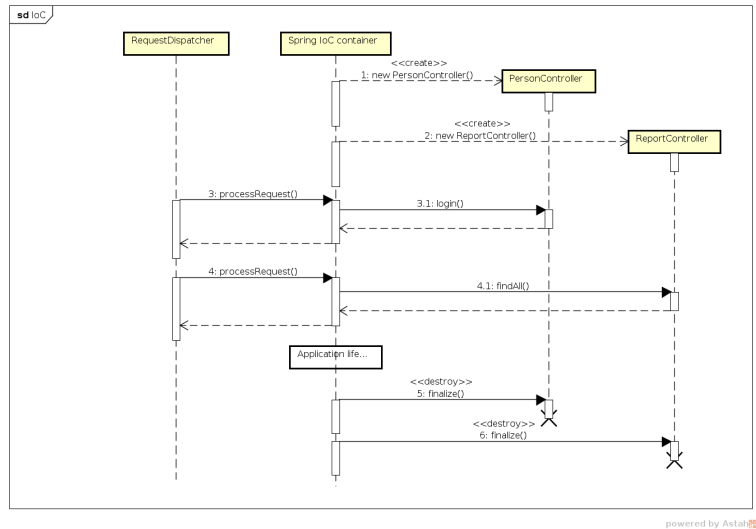 sd IoC
RequestDispatcher
Spring IoC container
<<create>>
1: new PersonController()
PersonController
<<create>>
2: new ReportController()
ReportController
3: processRequest()
3.1: login()
4: processRequest()
4.1: findAll()
Application life...
<<destroy>>
5: finalize()
<<destroy>>
6: finalize()
powered by Astah